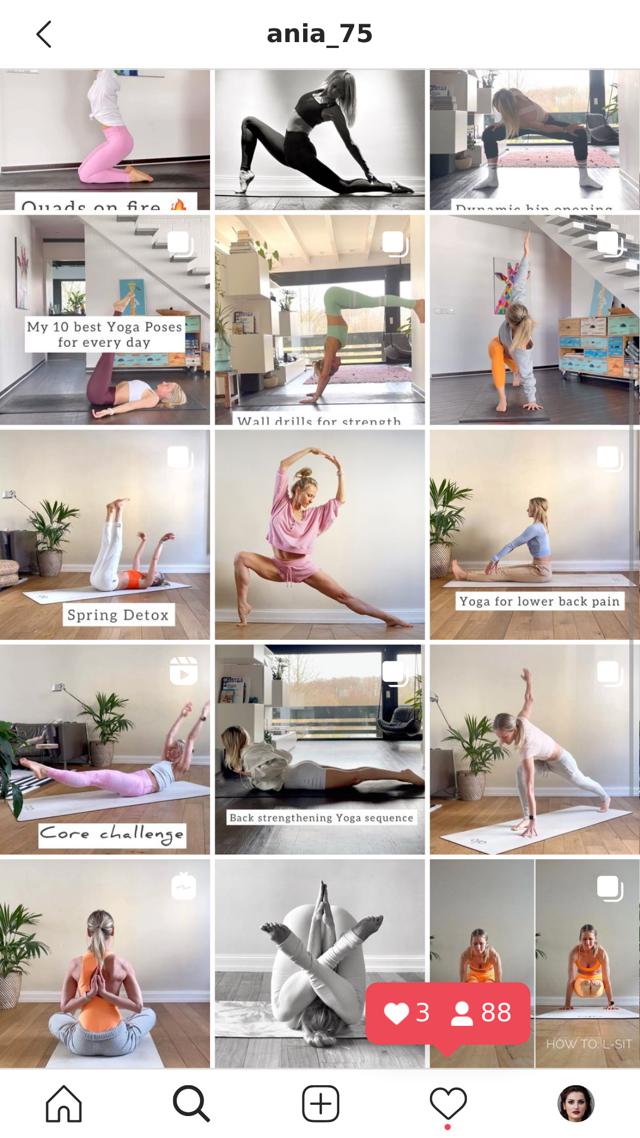 ania_75
Quads on fire 🔥
Dynamic hip opening
My 10 best Yoga Poses
for every day
Wall drills for strength
Spring Detox
Yoga for lower back pain
Core challenge
Back strengthening Yoga sequence
3 88
HOW TO: L-SIT